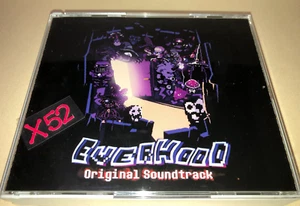 X52
EVERHOOD
Original Soundtrack